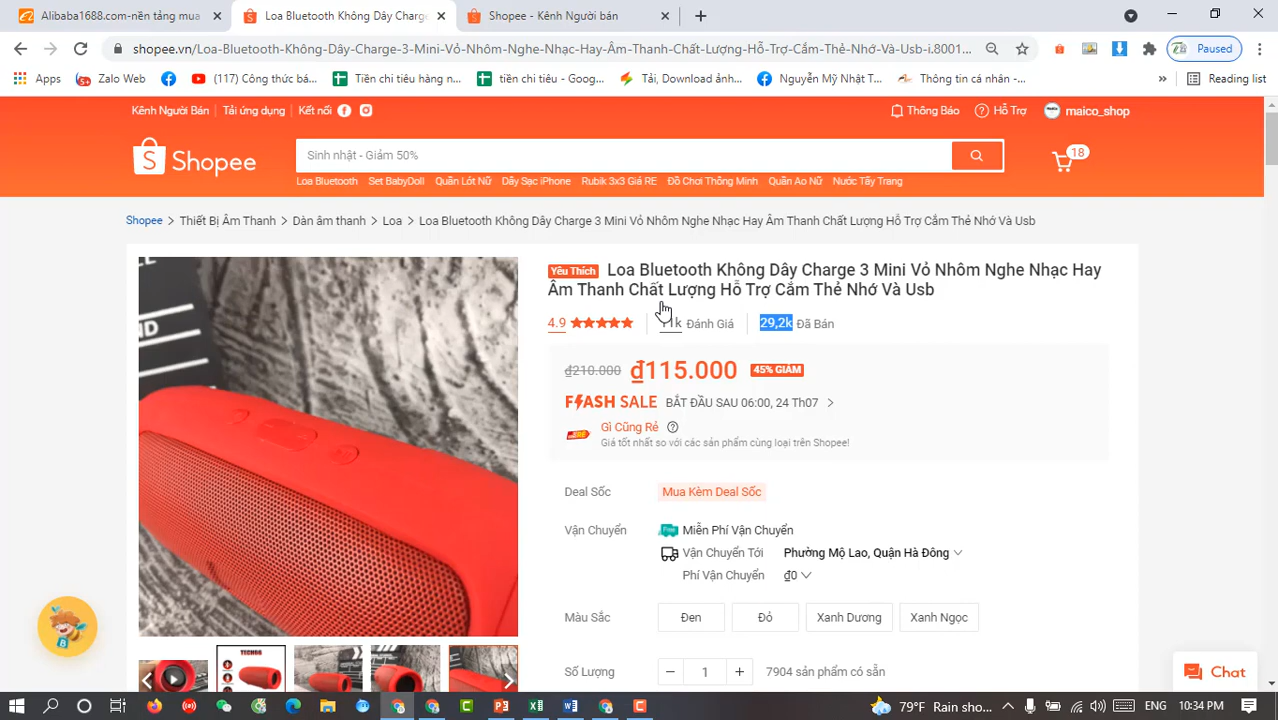 Alibaba1688.com-nền tảng mua
Loa Bluetooth Không Dây Charge
Shopee - Kênh Người bán
shopee.vn/Loa-Bluetooth-Không-Dây-Charge-3-Mini-Vỏ-Nhôm-Nghe-Nhạc-Hay-Âm-Thanh-Chất-Lượng-Hỗ-Trợ-Cắm-Thẻ-Nhớ-Và-Usb-i.8001...
Paused
Apps
Zalo Web
(117) Công thức bá...
Tiền chi tiêu hàng n...
tiền chi tiêu - Goog...
Tải, Download ảnh...
Nguyễn Mỹ Nhật T...
Thông tin cá nhân -...
»
Reading list
Kênh Người Bán
Tải ứng dụng
Kết nối
Thông Báo
Hỗ Trợ
maico_shop
Shopee
Sinh nhật - Giảm 50%
18
Loa Bluetooth Set BabyDoll Quần Lót Nữ Dây Sạc iPhone Rubik 3x3 Giá RE Đồ Chơi Thông Minh Quần Ao Nữ Nước Tẩy Trang
Shopee > Thiết Bị Âm Thanh > Dàn âm thanh > Loa > Loa Bluetooth Không Dây Charge 3 Mini Vỏ Nhôm Nghe Nhạc Hay Âm Thanh Chất Lượng Hỗ Trợ Cắm Thẻ Nhớ Và Usb
Yêu Thích Loa Bluetooth Không Dây Charge 3 Mini Vỏ Nhôm Nghe Nhạc Hay
Âm Thanh Chất Lượng Hỗ Trợ Cắm Thẻ Nhớ Và Usb
4.9
Đánh Giá
29,2k Đã Bán
₫210.000 ₫115.000 45% GIẢM
FLASH SALE BẮT ĐẦU SAU 06:00, 24 Th07 >
Gì Cũng Rẻ
Giá tốt nhất so với các sản phẩm cùng loại trên Shopee!
Deal Sốc Mua Kèm Deal Sốc
Vận Chuyển Miễn Phí Vận Chuyển
Vận Chuyển Tới Phường Mộ Lao, Quận Hà Đông
Phí Vận Chuyển ₫0
Màu Sắc Đen Đỏ Xanh Dương Xanh Ngọc
Số Lượng − 1 + 7904 sản phẩm có sẵn
Chat
79°F Rain sho...
10:34 PM